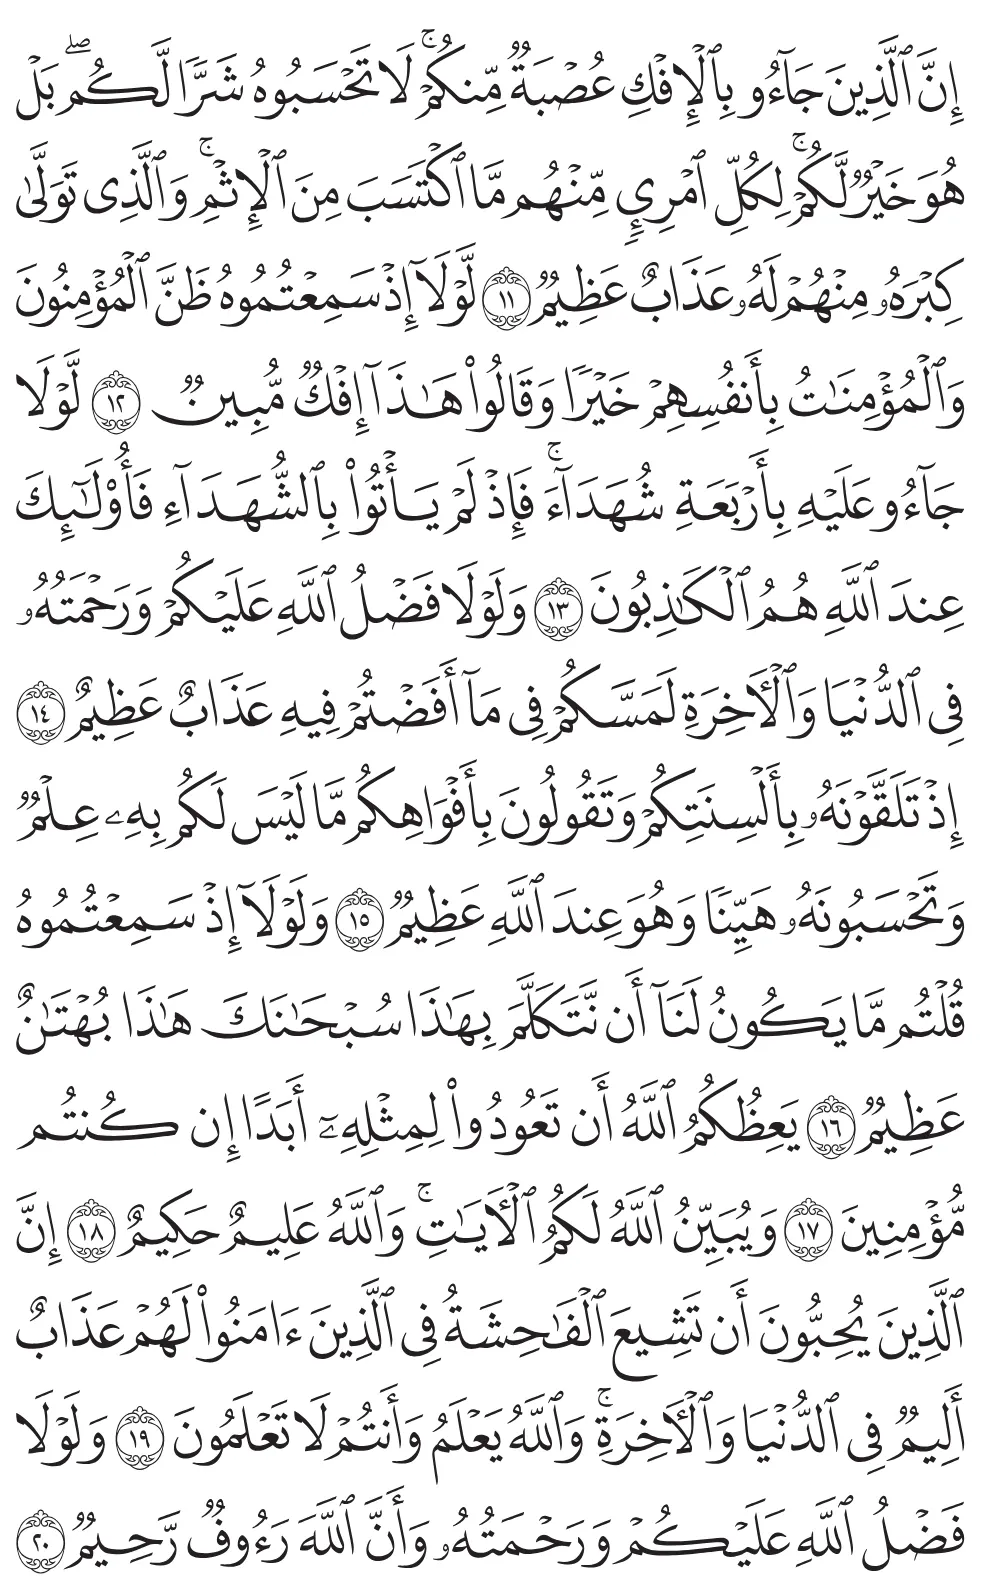 إِنَّ ٱلَّذِينَ جَآءُو بِٱلْإِفْكِ عُصْبَةٌ مِّنكُمْ ۚ لَا تَحْسَبُوهُ شَرًّا لَّكُم ۖ بَلْ
هُوَ خَيْرٌ لَّكُمْ ۚ لِكُلِّ ٱمْرِئٍ مِّنْهُم مَّا ٱكْتَسَبَ مِنَ ٱلْإِثْمِ ۚ وَٱلَّذِى تَوَلَّىٰ
كِبْرَهُۥ مِنْهُمْ لَهُۥ عَذَابٌ عَظِيمٌ ١١ لَّوْلَآ إِذْ سَمِعْتُمُوهُ ظَنَّ ٱلْمُؤْمِنُونَ
وَٱلْمُؤْمِنَـٰتُ بِأَنفُسِهِمْ خَيْرًا وَقَالُوا۟ هَـٰذَآ إِفْكٌ مُّبِينٌ ١٢ لَّوْلَا
جَآءُو عَلَيْهِ بِأَرْبَعَةِ شُهَدَآءَ ۚ فَإِذْ لَمْ يَأْتُوا۟ بِٱلشُّهَدَآءِ فَأُو۟لَـٰٓئِكَ
عِندَ ٱللَّهِ هُمُ ٱلْكَـٰذِبُونَ ١٣ وَلَوْلَا فَضْلُ ٱللَّهِ عَلَيْكُمْ وَرَحْمَتُهُۥ
فِى ٱلدُّنْيَا وَٱلْـَٔاخِرَةِ لَمَسَّكُمْ فِى مَآ أَفَضْتُمْ فِيهِ عَذَابٌ عَظِيمٌ ١٤
إِذْ تَلَقَّوْنَهُۥ بِأَلْسِنَتِكُمْ وَتَقُولُونَ بِأَفْوَاهِكُم مَّا لَيْسَ لَكُم بِهِۦ عِلْمٌ
وَتَحْسَبُونَهُۥ هَيِّنًا وَهُوَ عِندَ ٱللَّهِ عَظِيمٌ ١٥ وَلَوْلَآ إِذْ سَمِعْتُمُوهُ
قُلْتُم مَّا يَكُونُ لَنَآ أَن نَّتَكَلَّمَ بِهَـٰذَا سُبْحَـٰنَكَ هَـٰذَا بُهْتَـٰنٌ
عَظِيمٌ ١٦ يَعِظُكُمُ ٱللَّهُ أَن تَعُودُوا۟ لِمِثْلِهِۦٓ أَبَدًا إِن كُنتُم
مُّؤْمِنِينَ ١٧ وَيُبَيِّنُ ٱللَّهُ لَكُمُ ٱلْـَٔايَـٰتِ ۚ وَٱللَّهُ عَلِيمٌ حَكِيمٌ ١٨ إِنَّ
ٱلَّذِينَ يُحِبُّونَ أَن تَشِيعَ ٱلْفَـٰحِشَةُ فِى ٱلَّذِينَ ءَامَنُوا۟ لَهُمْ عَذَابٌ
أَلِيمٌ فِى ٱلدُّنْيَا وَٱلْـَٔاخِرَةِ ۚ وَٱللَّهُ يَعْلَمُ وَأَنتُمْ لَا تَعْلَمُونَ ١٩ وَلَوْلَا
فَضْلُ ٱللَّهِ عَلَيْكُمْ وَرَحْمَتُهُۥ وَأَنَّ ٱللَّهَ رَءُوفٌ رَّحِيمٌ ٢٠